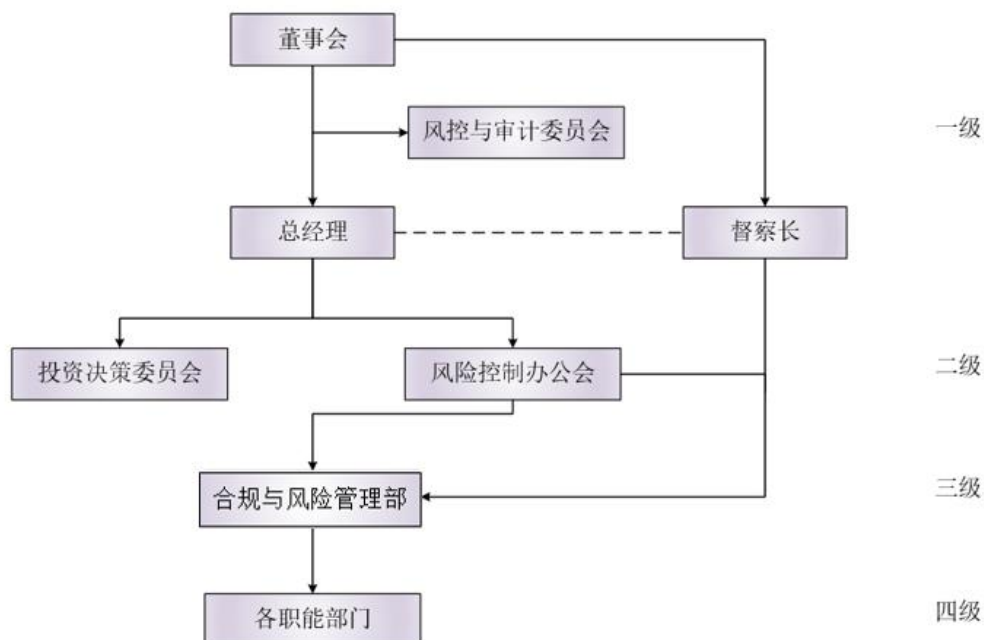 董事会
风控与审计委员会
一级
总经理
督察长
投资决策委员会
风险控制办公会
二级
合规与风险管理部
三级
各职能部门
四级